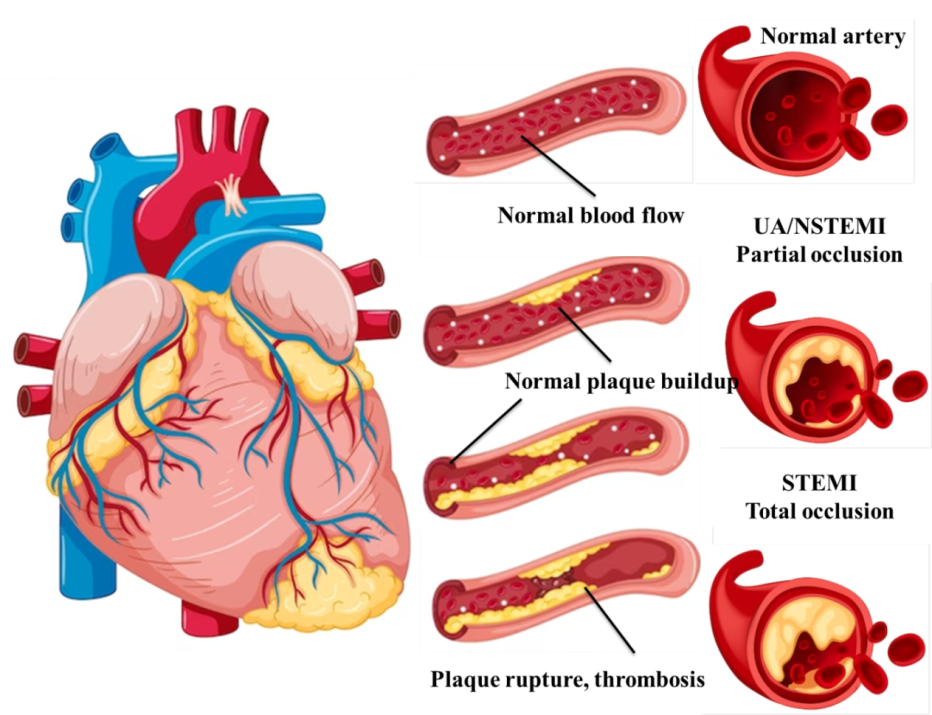 Normal artery
Normal blood flow
UA/NSTEMI
Partial occlusion
Normal plaque buildup
STEMI
Total occlusion
Plaque rupture, thrombosis